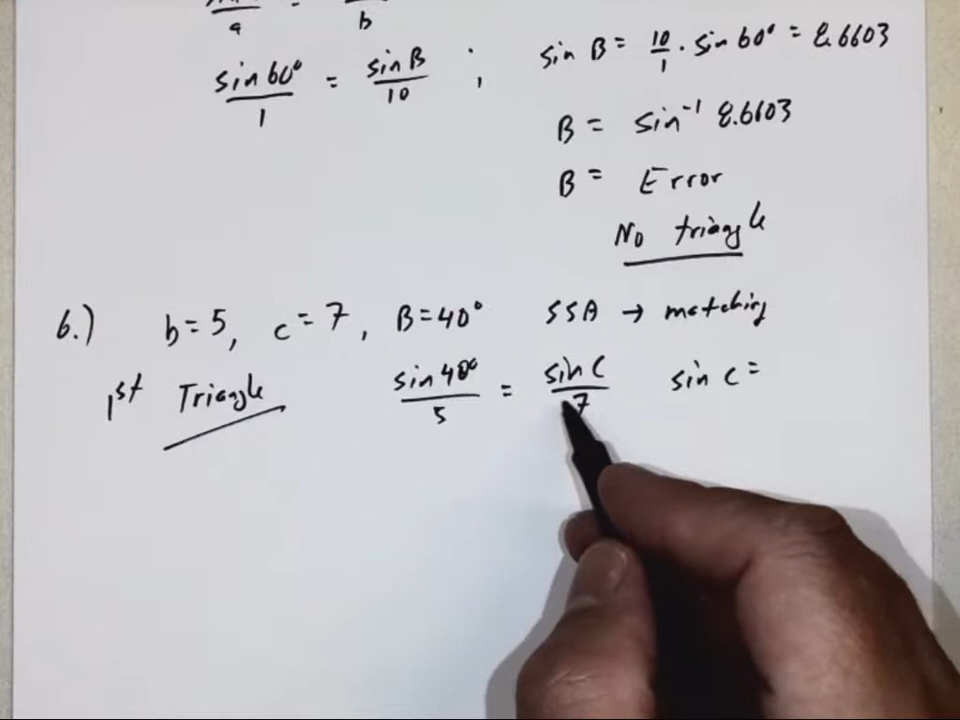 a b
sin 60° / 1 = sin B / 10 ; sin B = 10/1 · sin 60° = 8.6603
B = sin⁻¹ 8.6603
B = Error
No triangle
6.) b = 5, c = 7, B = 40° SSA → matching
1st Triangle sin 40° / 5 = sin C / 7 sin C =